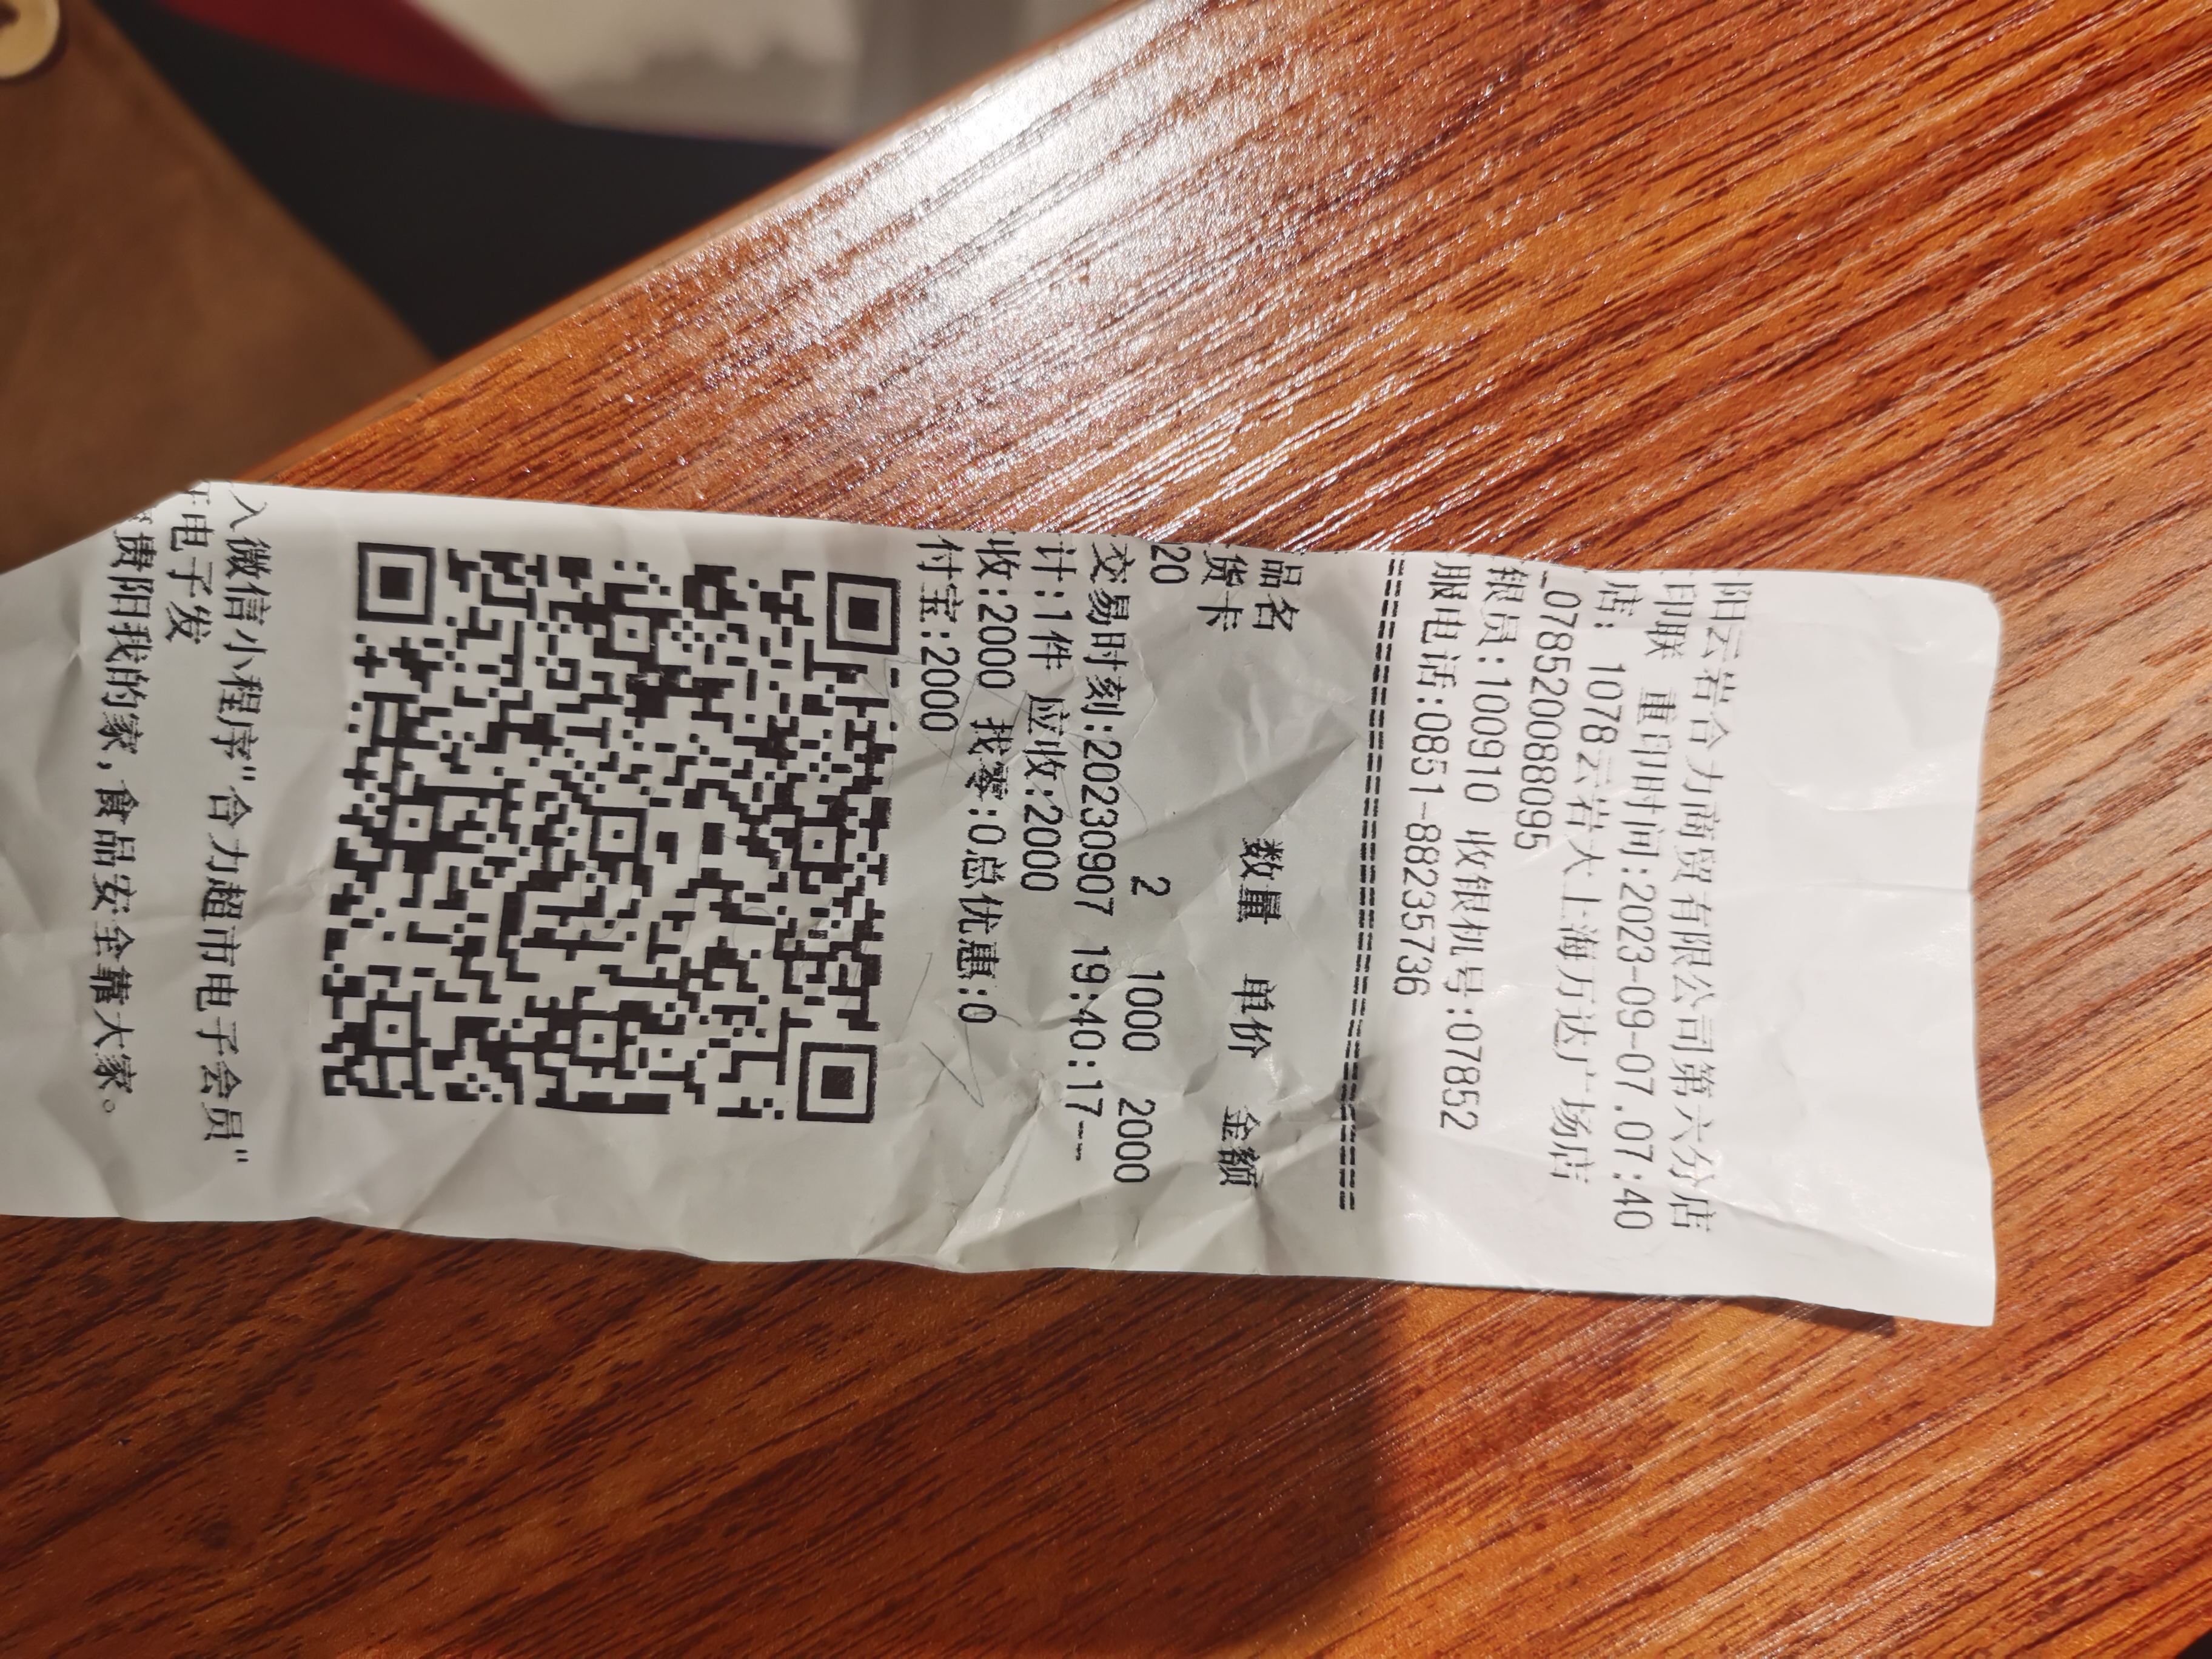 阳云岩合力商贸有限公司第六分店
印联 重印时间:2023-09-07.07:40
店: 1078云岩大上海万达广场店
_078520088095
银员:100910 收银机号:07852
服电话:0851-88235736
品名 数量 单价 金额
货卡
20 2 1000 2000
交易时刻:20230907 19:40:17---
计:1件 应收:2000
收:2000 找零:0总优惠:0
付宝:2000
入微信小程序"合力超市电子会员"
电子发
贵阳我的家,食品安全靠大家。